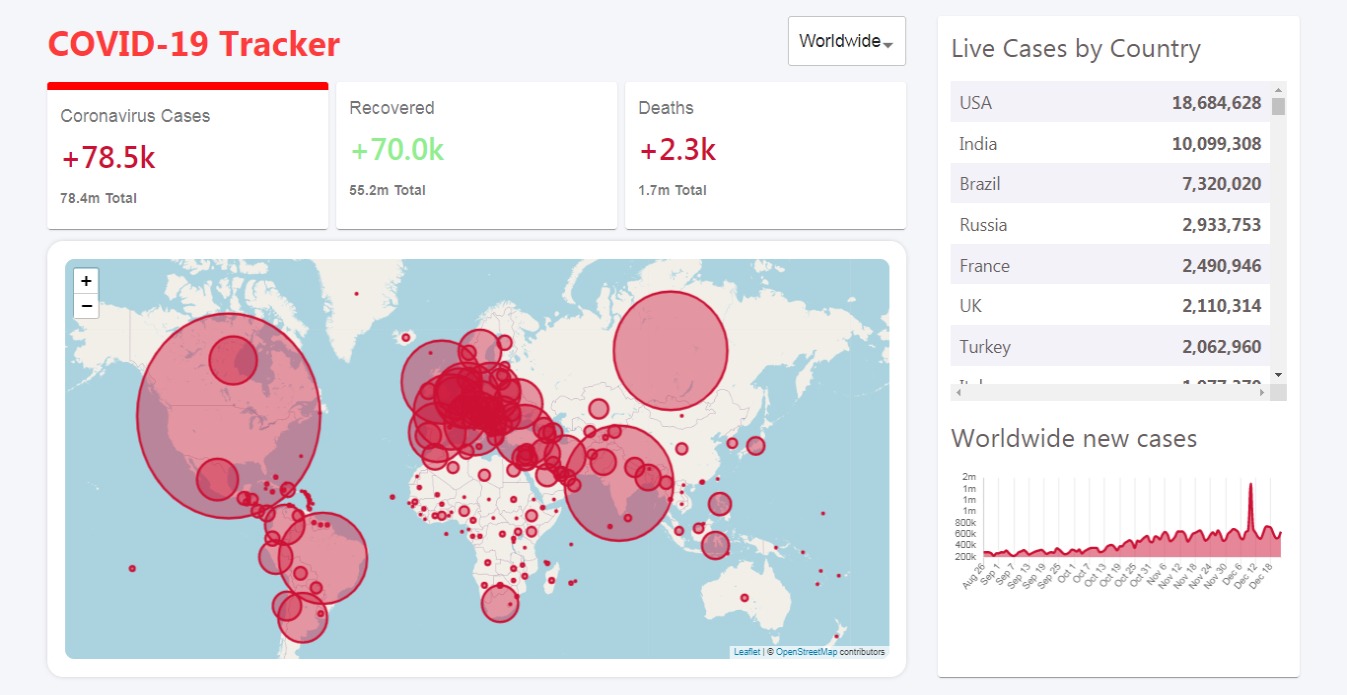 COVID-19 Tracker
Worldwide
Coronavirus Cases
+78.5k
78.4m Total
Recovered
+70.0k
55.2m Total
Deaths
+2.3k
1.7m Total
+
−
Leaflet | © OpenStreetMap contributors
Live Cases by Country
USA 18,684,628
India 10,099,308
Brazil 7,320,020
Russia 2,933,753
France 2,490,946
UK 2,110,314
Turkey 2,062,960
Worldwide new cases
2m
1m
1m
1m
800k
600k
400k
200k
Aug 26 Sep 1 Sep 7 Sep 13 Sep 19 Sep 25 Oct 1 Oct 7 Oct 13 Oct 19 Oct 25 Oct 31 Nov 6 Nov 12 Nov 18 Nov 24 Nov 30 Dec 6 Dec 12 Dec 18